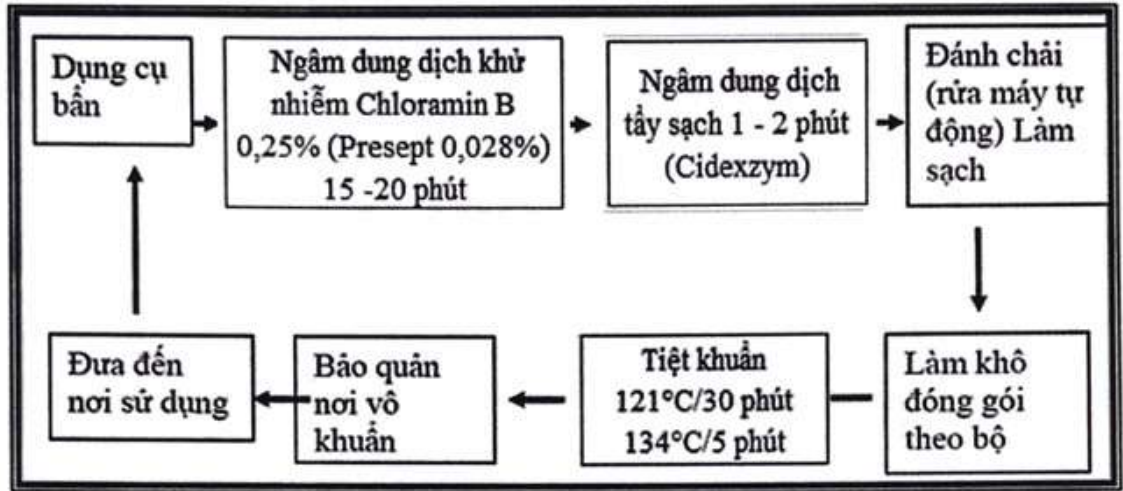 Dụng cụ
bẩn
Ngâm dung dịch khử
nhiễm Chloramin B
0,25% (Presept 0,028%)
15 -20 phút
Ngâm dung dịch
tẩy sạch 1 - 2 phút
(Cidexzym)
Đánh chải
(rửa máy tự
động) Làm
sạch
Làm khô
đóng gói
theo bộ
Tiệt khuẩn
121°C/30 phút
134°C/5 phút
Bảo quản
nơi vô
khuẩn
Đưa đến
nơi sử dụng